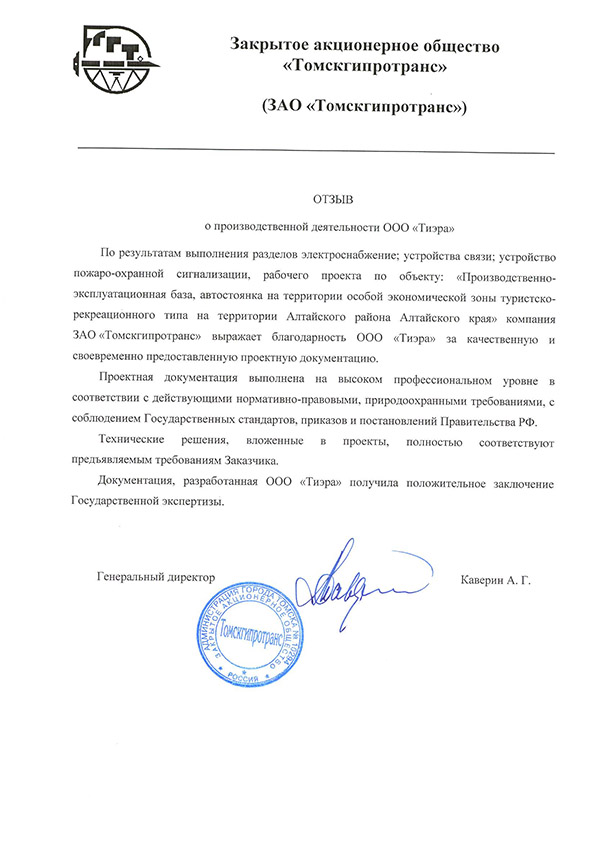 ГГТ.
Закрытое акционерное общество
«Томскгипротранс»
(ЗАО «Томскгипротранс»)
ОТЗЫВ
о производственной деятельности ООО «Тиэра»
По результатам выполнения разделов электроснабжение; устройства связи; устройство
пожаро-охранной сигнализации, рабочего проекта по объекту: «Производственно-
эксплуатационная база, автостоянка на территории особой экономической зоны туристско-
рекреационного типа на территории Алтайского района Алтайского края» компания
ЗАО «Томскгипротранс» выражает благодарность ООО «Тиэра» за качественную и
своевременно предоставленную проектную документацию.
Проектная документация выполнена на высоком профессиональном уровне в
соответствии с действующими нормативно-правовыми, природоохранными требованиями, с
соблюдением Государственных стандартов, приказов и постановлений Правительства РФ.
Технические решения, вложенные в проекты, полностью соответствуют
предъявляемым требованиям Заказчика.
Документация, разработанная ООО «Тиэра» получила положительное заключение
Государственной экспертизы.
Генеральный директор
Каверин А. Г.
АДМИНИСТРАЦИЯ ГОРОДА ТОМСКА № 10294
ЗАКРЫТОЕ АКЦИОНЕРНОЕ ОБЩЕСТВО
Томскгипротранс
* РОССИЯ *